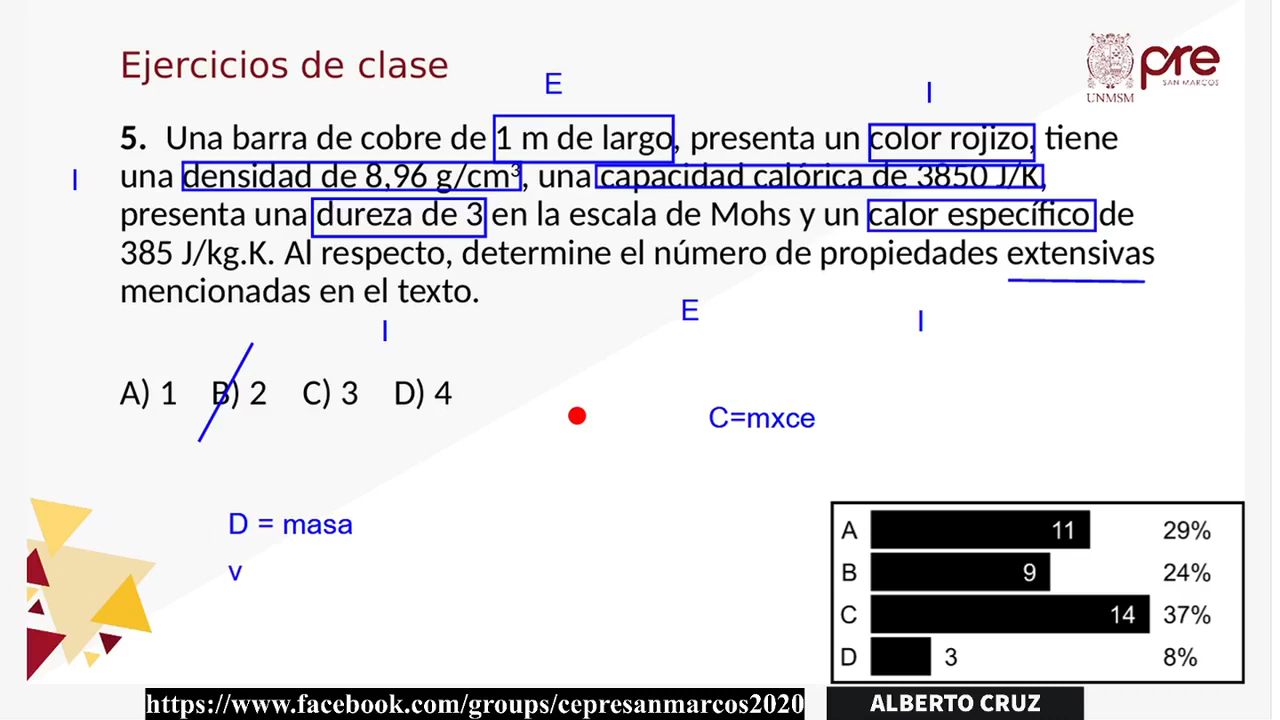 Ejercicios de clase
pre
SAN MARCOS
UNMSM
E
I
5. Una barra de cobre de 1 m de largo, presenta un color rojizo, tiene
I
una densidad de 8,96 g/cm³, una capacidad calórica de 3850 J/K,
presenta una dureza de 3 en la escala de Mohs y un calor específico de
385 J/kg.K. Al respecto, determine el número de propiedades extensivas
mencionadas en el texto.
I
E
I
A) 1 B) 2 C) 3 D) 4
C=mxce
D = masa
v
A 11 29%
B 9 24%
C 14 37%
D 3 8%
https://www.facebook.com/groups/cepresanmarcos2020
ALBERTO CRUZ